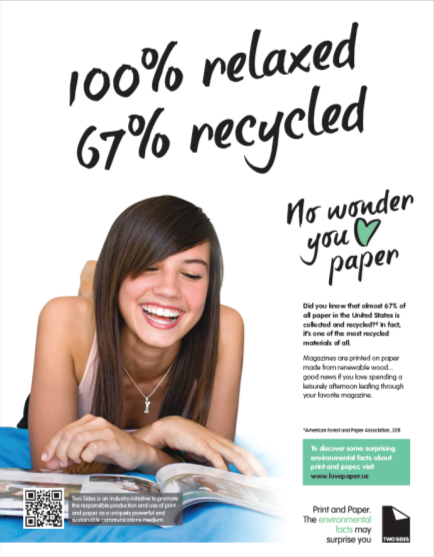 100% relaxed
67% recycled
No wonder
you
paper
Did you know that almost 67% of
all paper in the United States is
collected and recycled?* In fact,
it's one of the most recycled
materials of all.
Magazines are printed on paper
made from renewable wood...
good news if you love spending a
leisurely afternoon leafing through
your favorite magazine.
*American Forest and Paper Association, 2011
To discover some surprising
environmental facts about
print and paper, visit
www.lovepaper.us
Two Sides is an industry initiative to promote
the responsible production and use of print
and paper as a uniquely powerful and
sustainable communications medium.
Print and Paper.
The environmental
facts may
surprise you
TWO SIDES